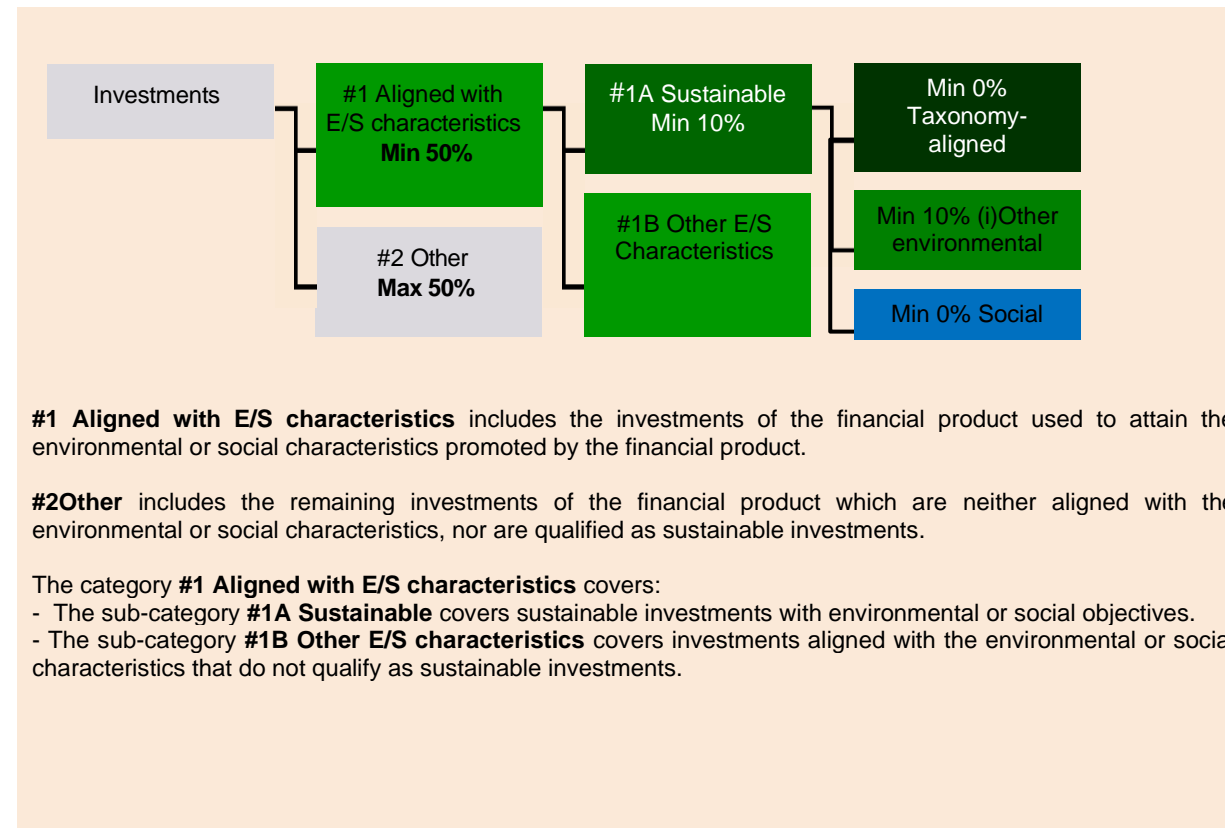 Investments
#1 Aligned with
E/S characteristics
Min 50%
#2 Other
Max 50%
#1A Sustainable
Min 10%
#1B Other E/S
Characteristics
Min 0%
Taxonomy-
aligned
Min 10% (i)Other
environmental
Min 0% Social
#1 Aligned with E/S characteristics includes the investments of the financial product used to attain the
environmental or social characteristics promoted by the financial product.
#2Other includes the remaining investments of the financial product which are neither aligned with the
environmental or social characteristics, nor are qualified as sustainable investments.
The category #1 Aligned with E/S characteristics covers:
- The sub-category #1A Sustainable covers sustainable investments with environmental or social objectives.
- The sub-category #1B Other E/S characteristics covers investments aligned with the environmental or social
characteristics that do not qualify as sustainable investments.